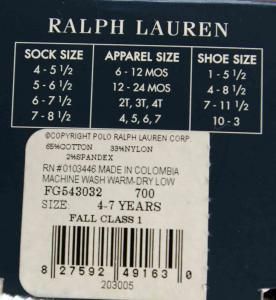 RALPH LAUREN
SOCK SIZE APPAREL SIZE SHOE SIZE
4 - 5 1/2 6 - 12 MOS 1 - 5 1/2
5 - 6 1/2 12 - 24 MOS 4 - 8 1/2
6 - 7 1/2 2T, 3T, 4T 7 - 11 1/2
7 - 8 1/2 4, 5, 6, 7 10 - 3
©COPYRIGHT POLO RALPH LAUREN CORP.
65%COTTON 33%NYLON
2%SPANDEX
RN #0103446 MADE IN COLOMBIA
MACHINE WASH WARM-DRY LOW
FG543032 700
SIZE: 4-7 YEARS
FALL CLASS 1
8 27592 49163 0
203005